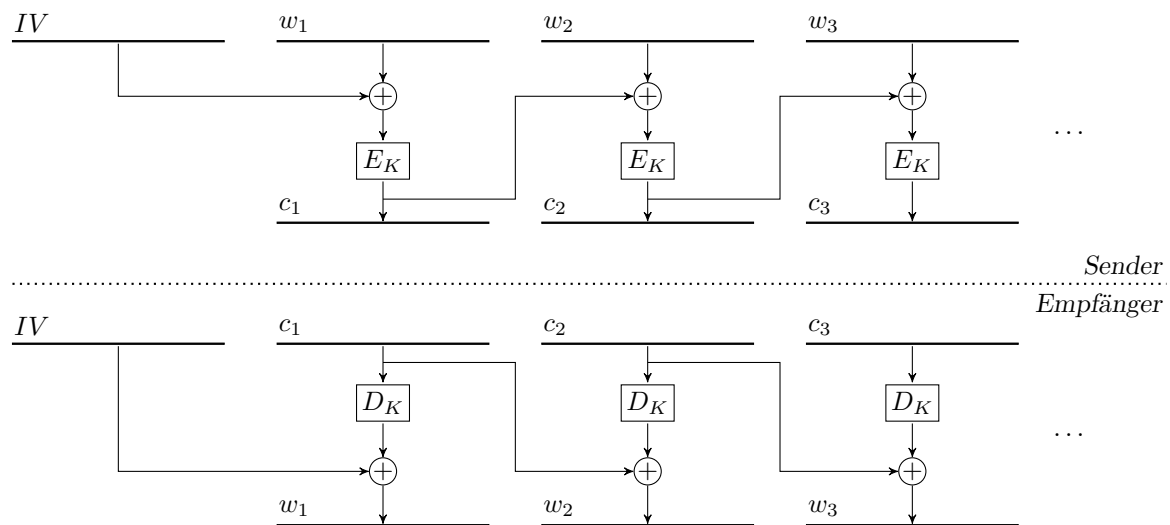 IV w₁ w₂ w₃
+ + +
...
E_K E_K E_K
c₁ c₂ c₃
Sender
Empfänger
IV c₁ c₂ c₃
D_K D_K D_K
...
+ + +
w₁ w₂ w₃